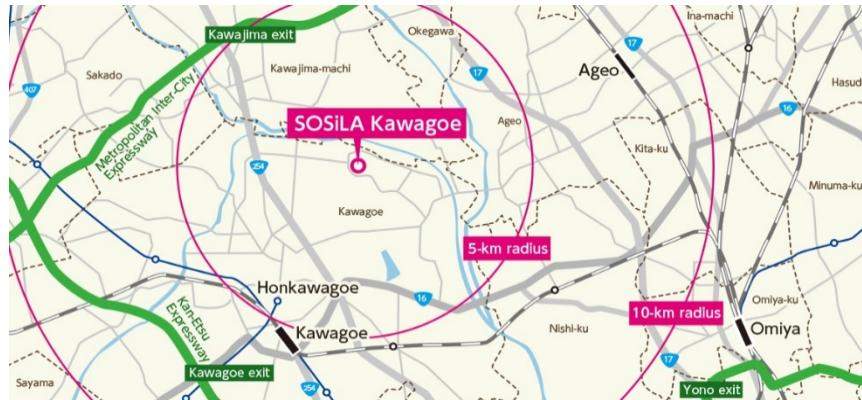 Kawajima exit
Okegawa
17
Ina-machi
407
Sakado
Kawajima-machi
Ageo
17
Hasud
Metropolitan Inter-City
Expressway
SOSiLA Kawagoe
Ageo
16
Kita-ku
254
Minuma-ku
Kawagoe
5-km radius
Honkawagoe
16
Omiya-ku
Kan-Etsu
Expressway
Kawagoe
Nishi-ku
10-km radius
Omiya
17
Kawagoe exit
Sayama
254
Yono exit